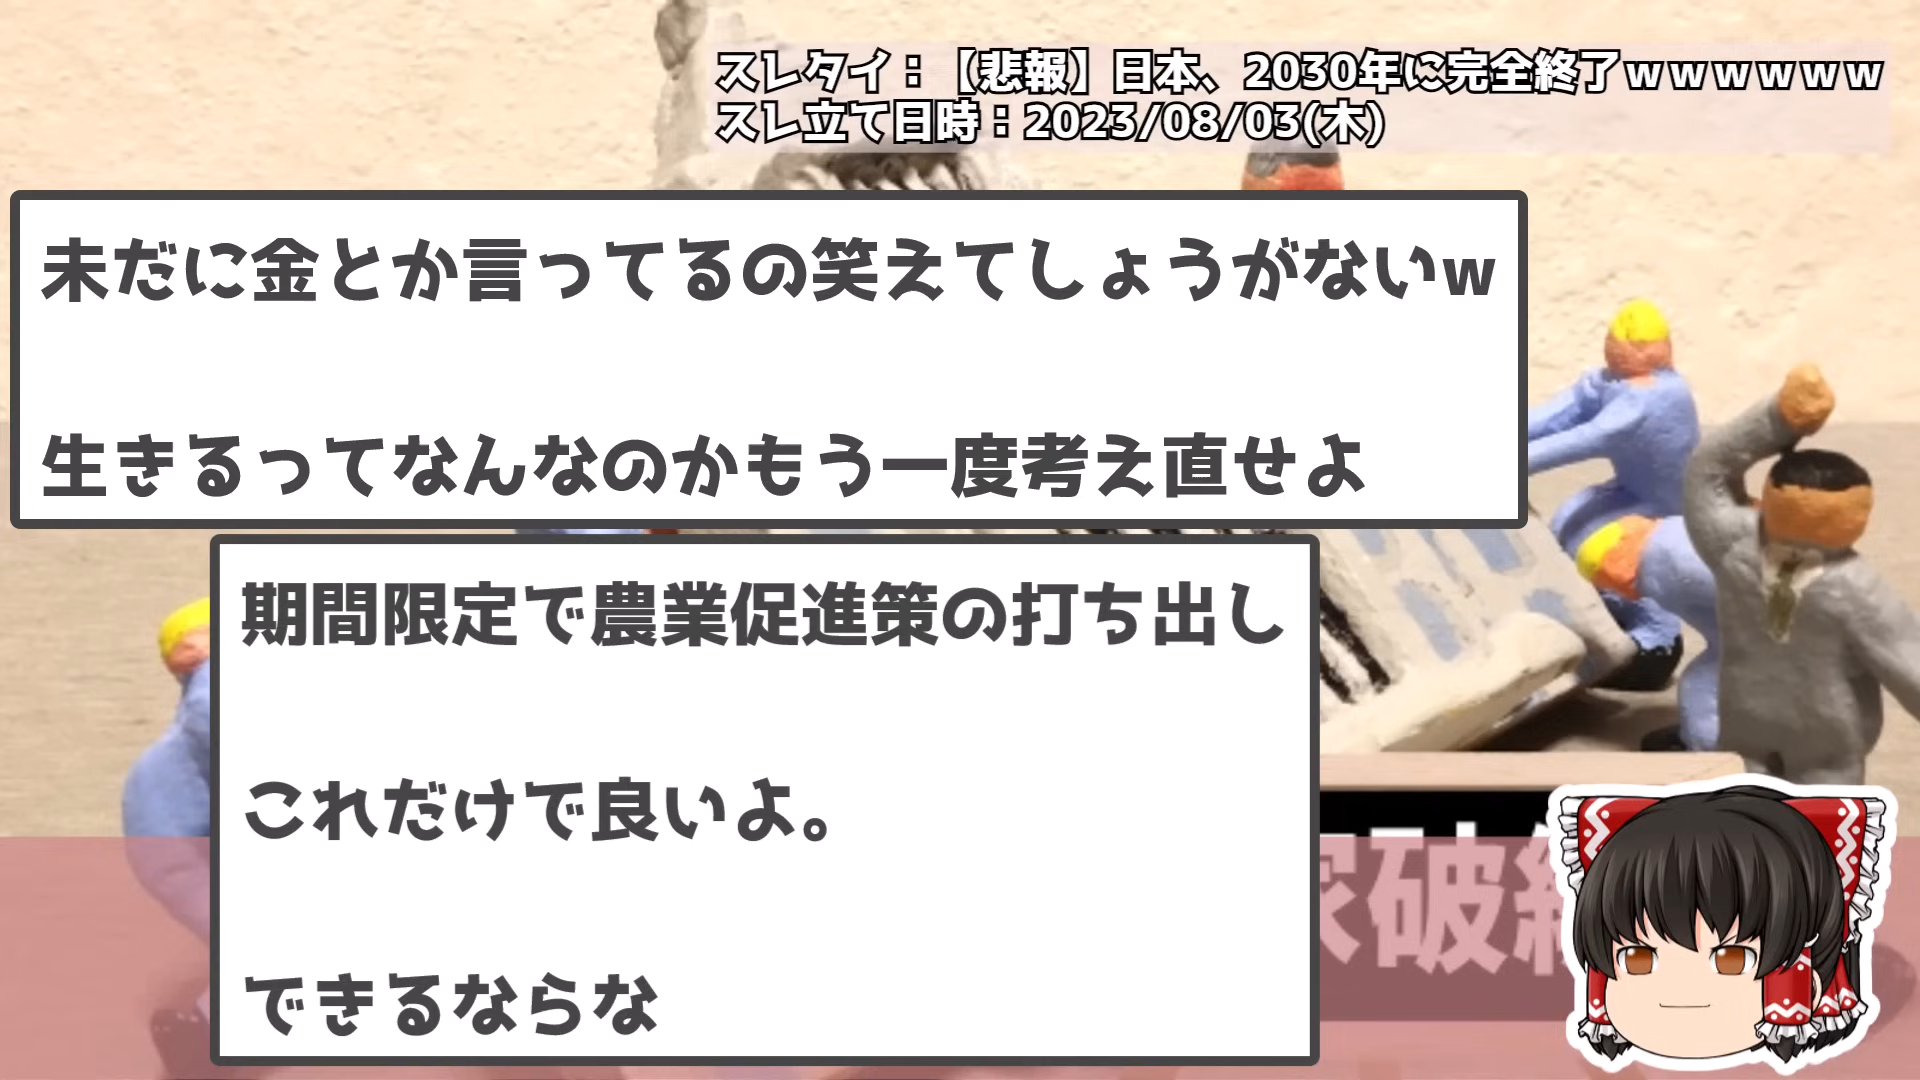 スレタイ：【悲報】日本、2030年に完全終了ｗｗｗｗｗｗ
スレ立て日時：2023/08/03(木)
未だに金とか言ってるの笑えてしょうがないw
生きるってなんなのかもう一度考え直せよ
期間限定で農業促進策の打ち出し
これだけで良いよ。
できるならな
家破